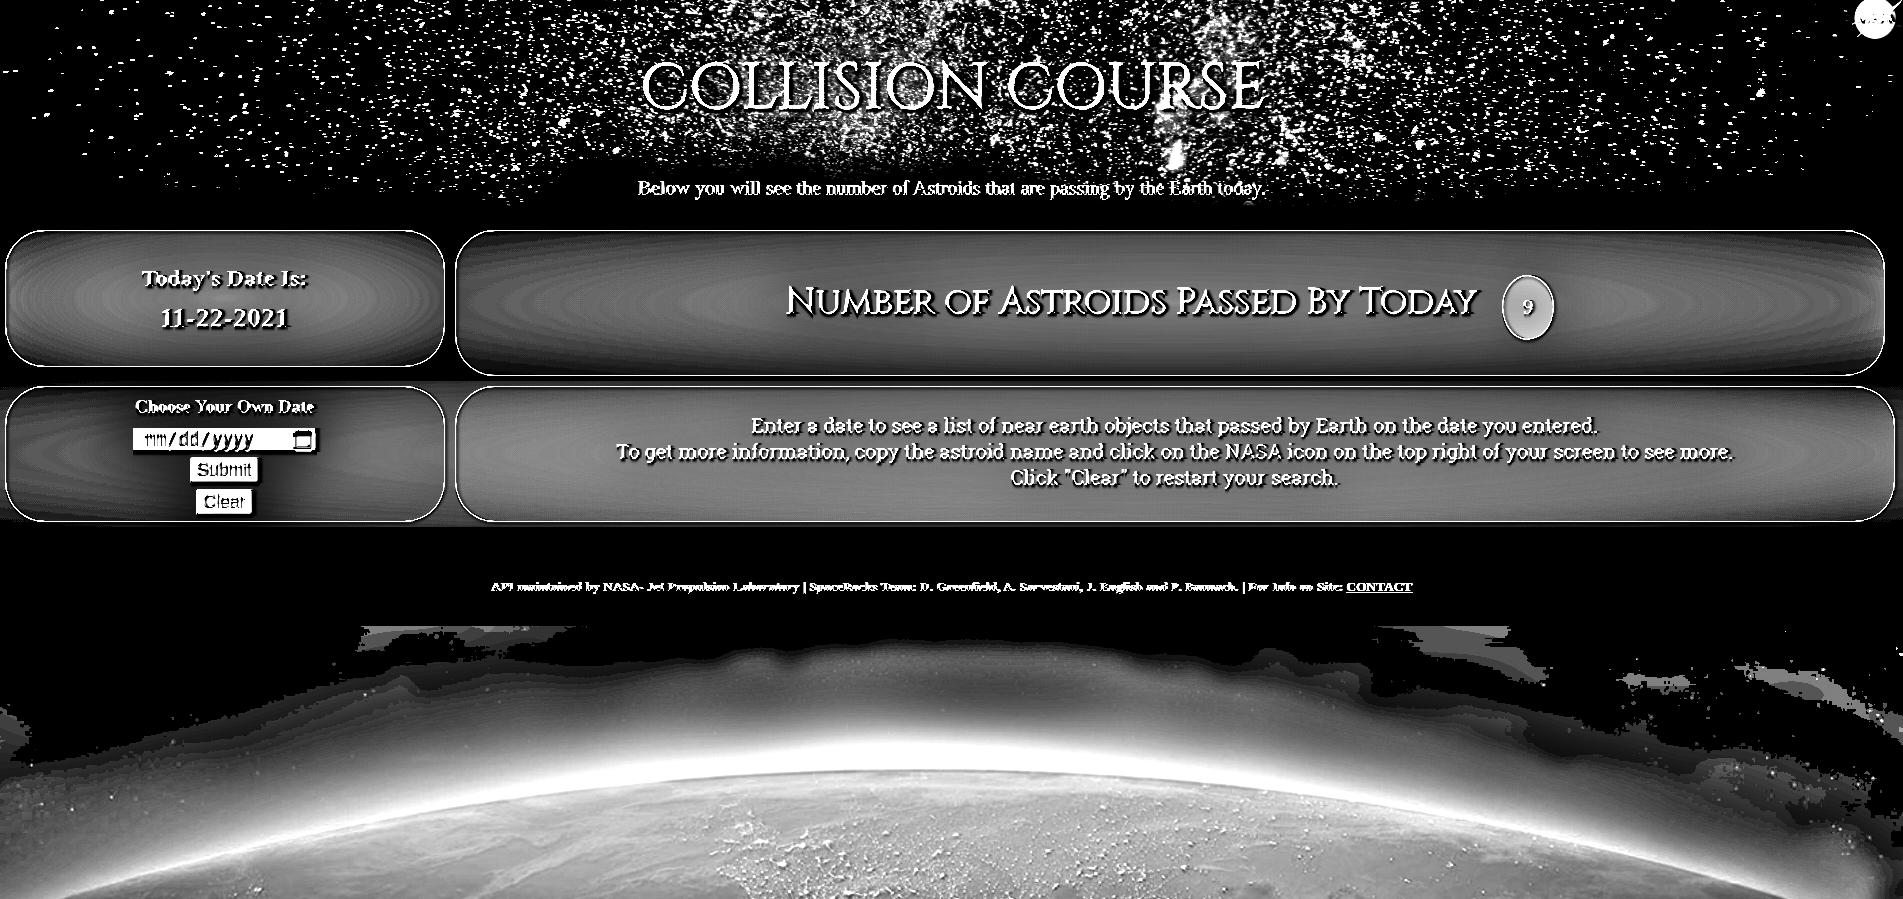 COLLISION COURSE
Below you will see the number of Astroids that are passing by the Earth today.
Today's Date Is:
11-22-2021
Number of Astroids Passed By Today 9
Choose Your Own Date
mm/dd/yyyy
Submit
Clear
Enter a date to see a list of near earth objects that passed by Earth on the date you entered.
To get more information, copy the astroid name and click on the NASA icon on the top right of your screen to see more.
Click "Clear" to restart your search.
API maintained by NASA- Jet Propulsion Laboratory | SpaceRocks Team: D. Greenfield, A. Sarvestani, J. English and P. | For Info on Site: CONTACT